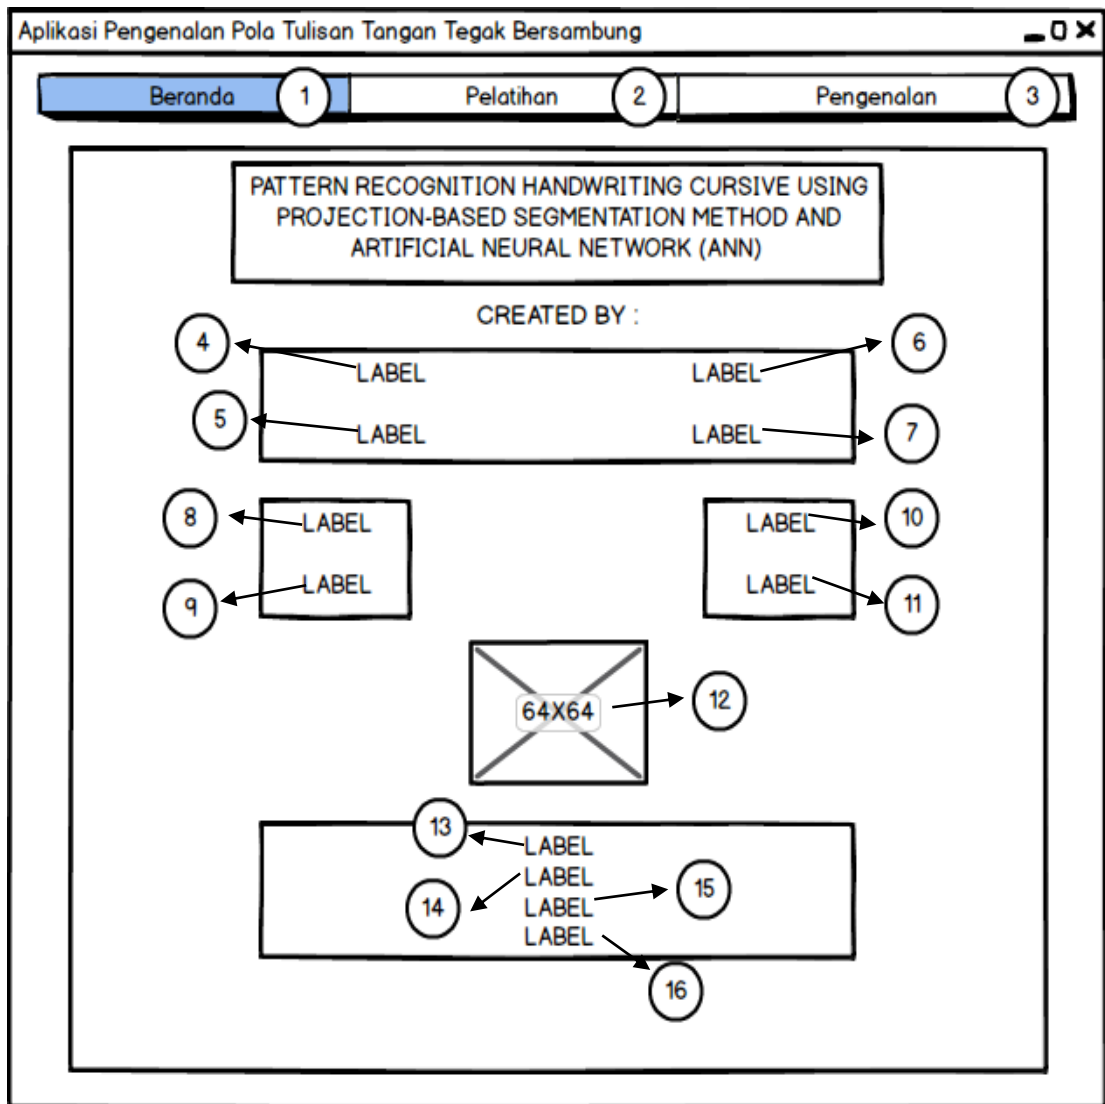 Aplikasi Pengenalan Pola Tulisan Tangan Tegak Bersambung
Beranda 1 Pelatihan 2 Pengenalan 3
PATTERN RECOGNITION HANDWRITING CURSIVE USING
PROJECTION-BASED SEGMENTATION METHOD AND
ARTIFICIAL NEURAL NETWORK (ANN)
CREATED BY :
4 LABEL LABEL 6
5 LABEL LABEL 7
8 LABEL LABEL 10
9 LABEL LABEL 11
64X64 12
13 LABEL
LABEL
14 LABEL 15
LABEL
16